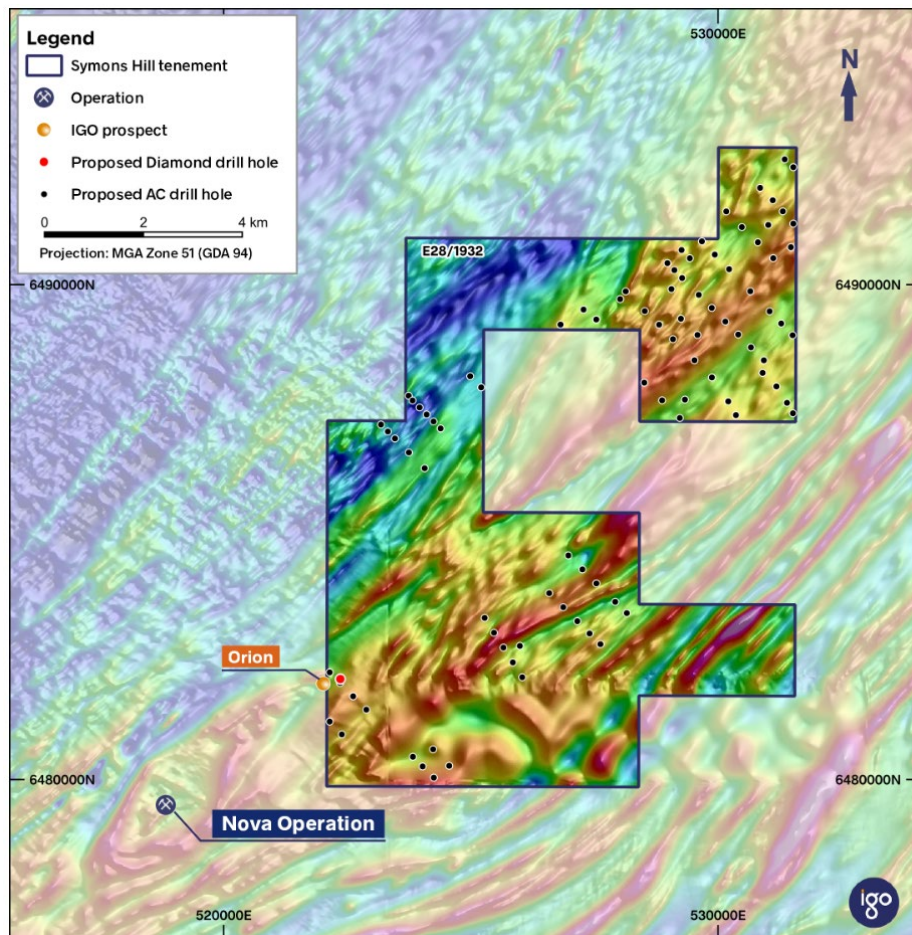 530000E
Legend
Symons Hill tenement
Operation
IGO prospect
Proposed Diamond drill hole
Proposed AC drill hole
0 2 4 km
Projection: MGA Zone 51 (GDA 94)
N
E28/1932
6490000N
6490000N
Orion
6480000N
6480000N
Nova Operation
520000E
530000E
igo